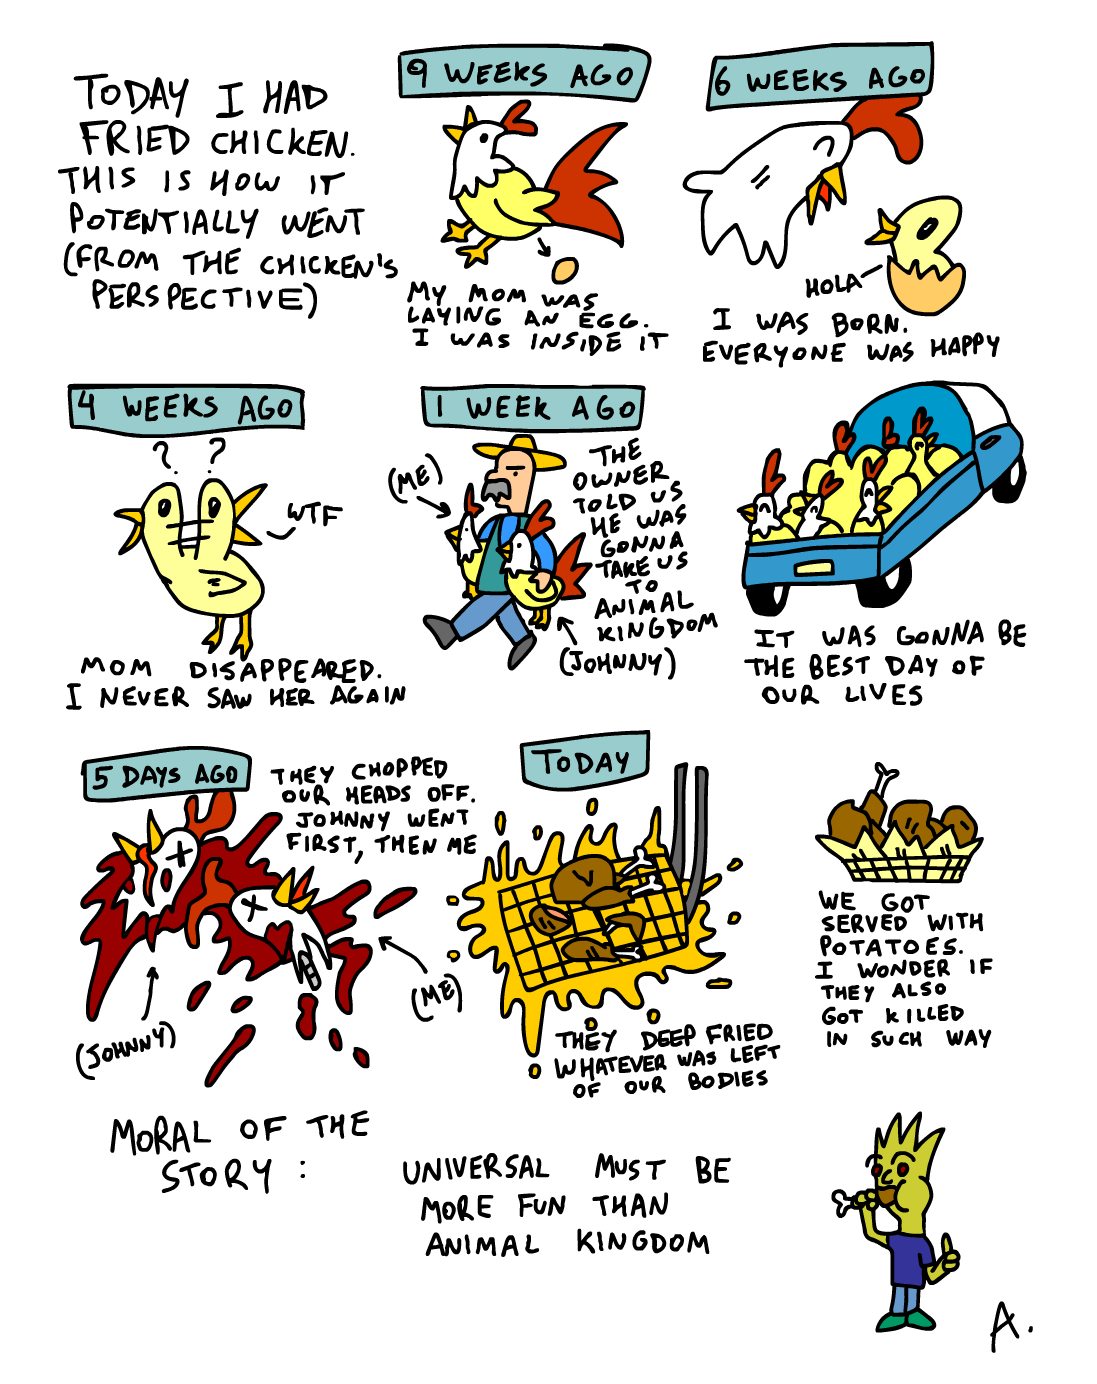 TODAY I HAD
FRIED CHICKEN.
THIS IS HOW IT
POTENTIALLY WENT
(FROM THE CHICKEN'S
PERSPECTIVE)
9 WEEKS AGO
MY MOM WAS
LAYING AN EGG.
I WAS INSIDE IT
6 WEEKS AGO
HOLA
I WAS BORN.
EVERYONE WAS HAPPY
4 WEEKS AGO
? ?
WTF
MOM DISAPPEARED.
I NEVER SAW HER AGAIN
1 WEEK AGO
(ME)
THE
OWNER
TOLD US
HE WAS
GONNA
TAKE US
TO
ANIMAL
KINGDOM
(JOHNNY)
IT WAS GONNA BE
THE BEST DAY OF
OUR LIVES
5 DAYS AGO
THEY CHOPPED
OUR HEADS OFF.
JOHNNY WENT
FIRST, THEN ME
(JOHNNY)
(ME)
TODAY
THEY DEEP FRIED
WHATEVER WAS LEFT
OF OUR BODIES
WE GOT
SERVED WITH
POTATOES.
I WONDER IF
THEY ALSO
GOT KILLED
IN SUCH WAY
MORAL OF THE
STORY:
UNIVERSAL MUST BE
MORE FUN THAN
ANIMAL KINGDOM
A.